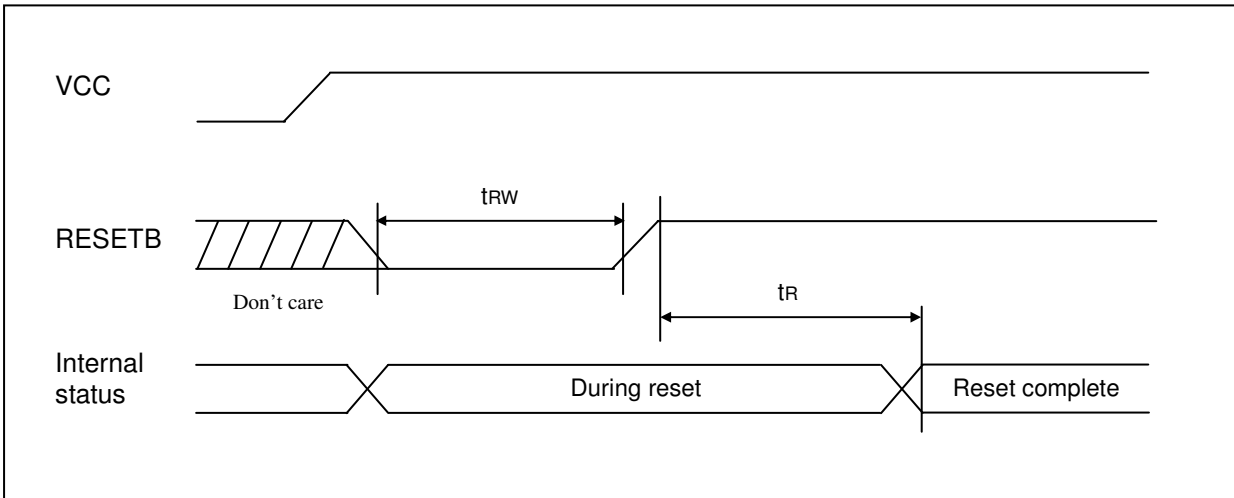 VCC
tRW
RESETB
Don't care
tR
Internal
status
During reset
Reset complete